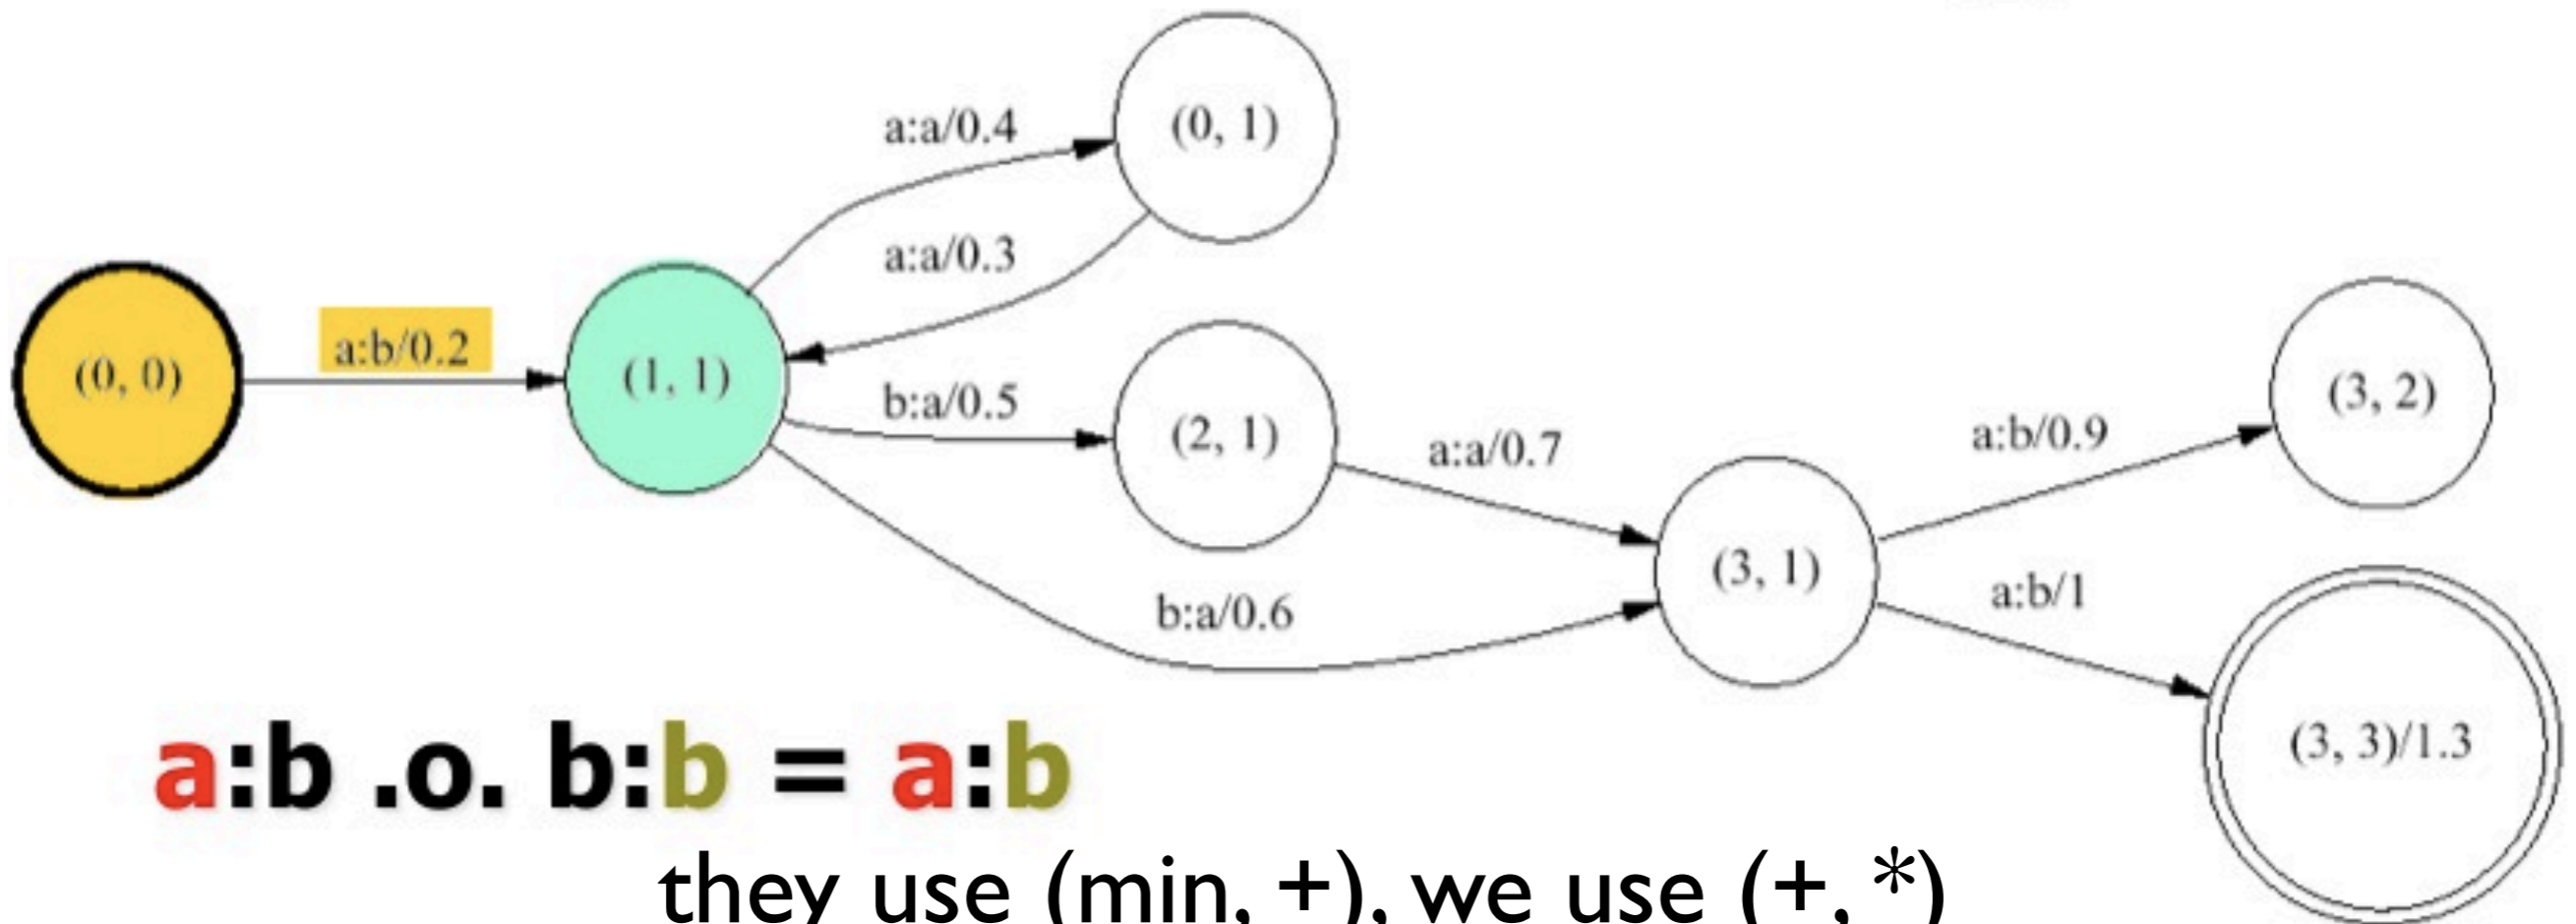 a:a/0.4
(0, 1)
a:a/0.3
(0, 0)
a:b/0.2
(1, 1)
b:a/0.5
(2, 1)
a:a/0.7
b:a/0.6
(3, 1)
a:b/0.9
(3, 2)
a:b/1
(3, 3)/1.3
a:b .o. b:b = a:b
they use (min, +), we use (+, *)